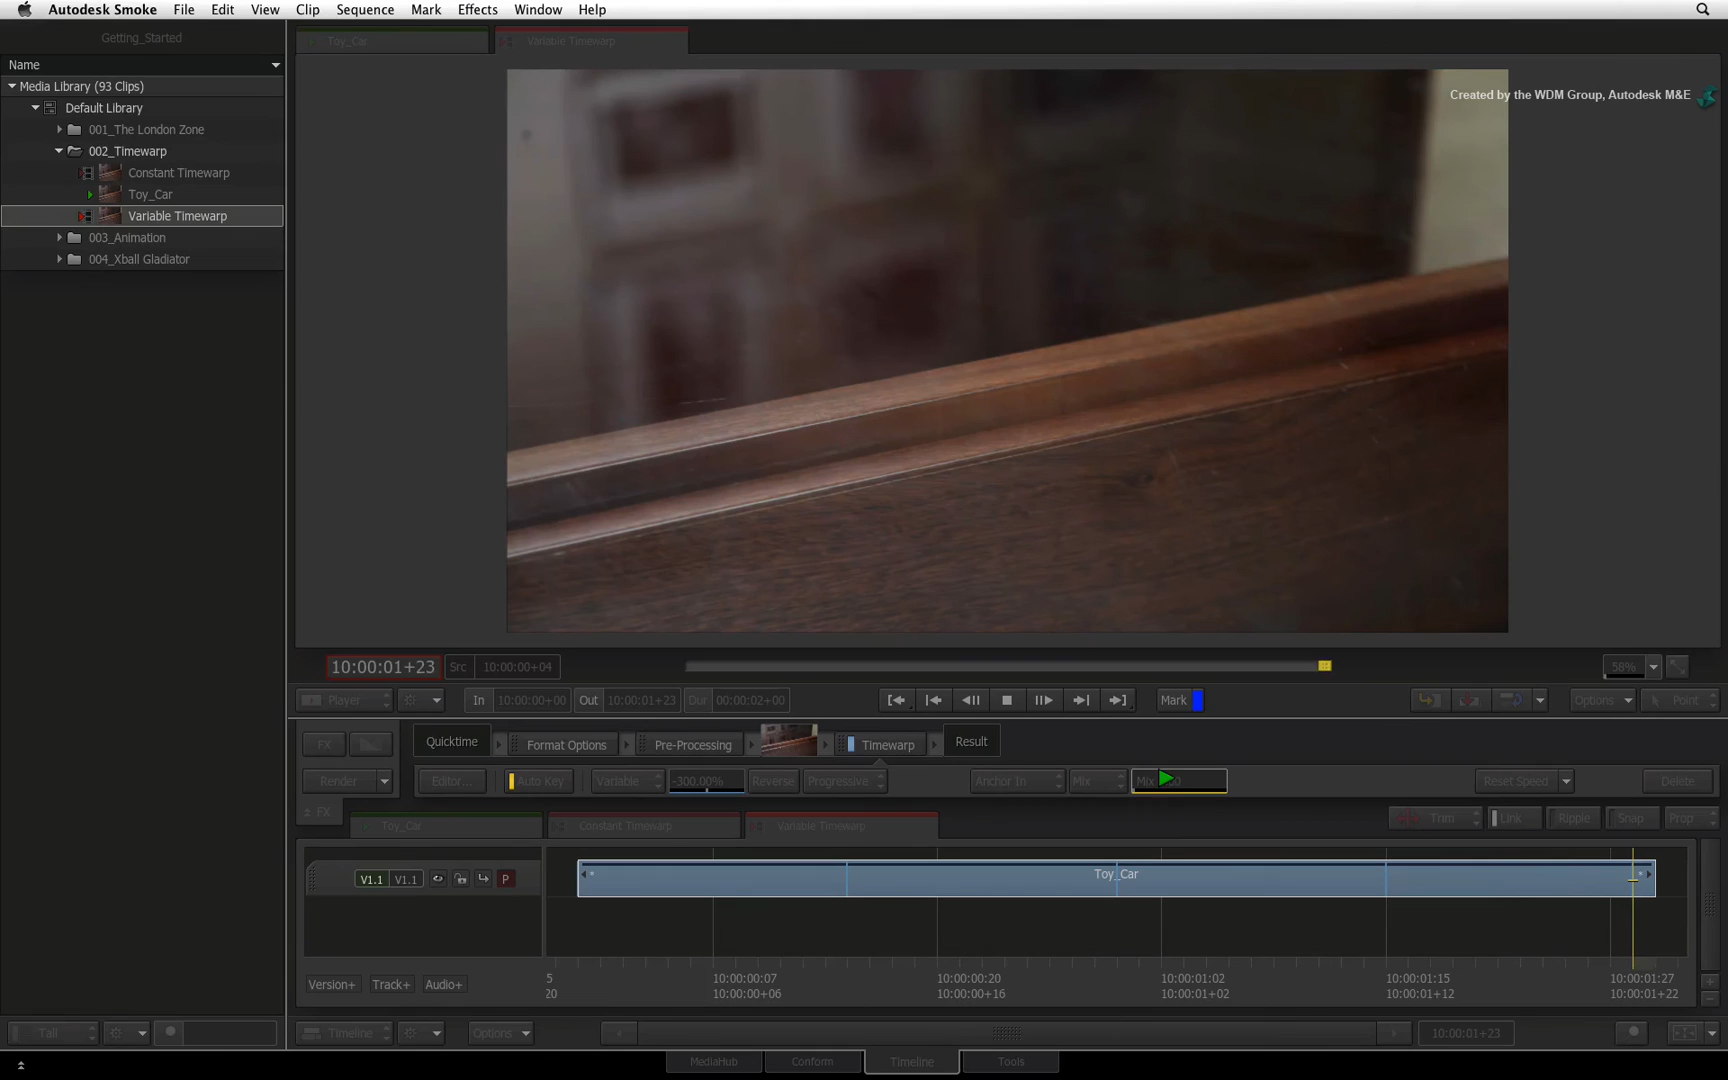 Autodesk Smoke File Edit View Clip Sequence Mark Effects Window Help
Getting_Started
Toy_Car
Variable Timewarp
Name
Media Library (93 Clips)
Default Library
001_The London Zone
002_Timewarp
Constant Timewarp
Toy_Car
Variable Timewarp
003_Animation
004_Xball Gladiator
Created by the WDM Group, Autodesk M&E
10:00:01+23 Src 10:00:00+04 58%
Player In 10:00:00+00 Out 10:00:01+23 Dur 00:00:02+00 Mark Options Point
FX Quicktime Format Options Pre-Processing Timewarp Result
Render Editor... Auto Key Variable -300.00% Reverse Progressive Anchor In Mix Mix Reset Speed Delete
± FX Toy_Car Constant Timewarp Variable Timewarp Trim Link Ripple Snap Prop
V1.1 V1.1 P Toy_Car
Version+ Track+ Audio+
5 10:00:00:07 10:00:00:20 10:00:01:02 10:00:01:15 10:00:01:27
20 10:00:00+06 10:00:00+16 10:00:01+02 10:00:01+12 10:00:01+22
Tall Timeline Options 10:00:01+23
MediaHub Conform Timeline Tools